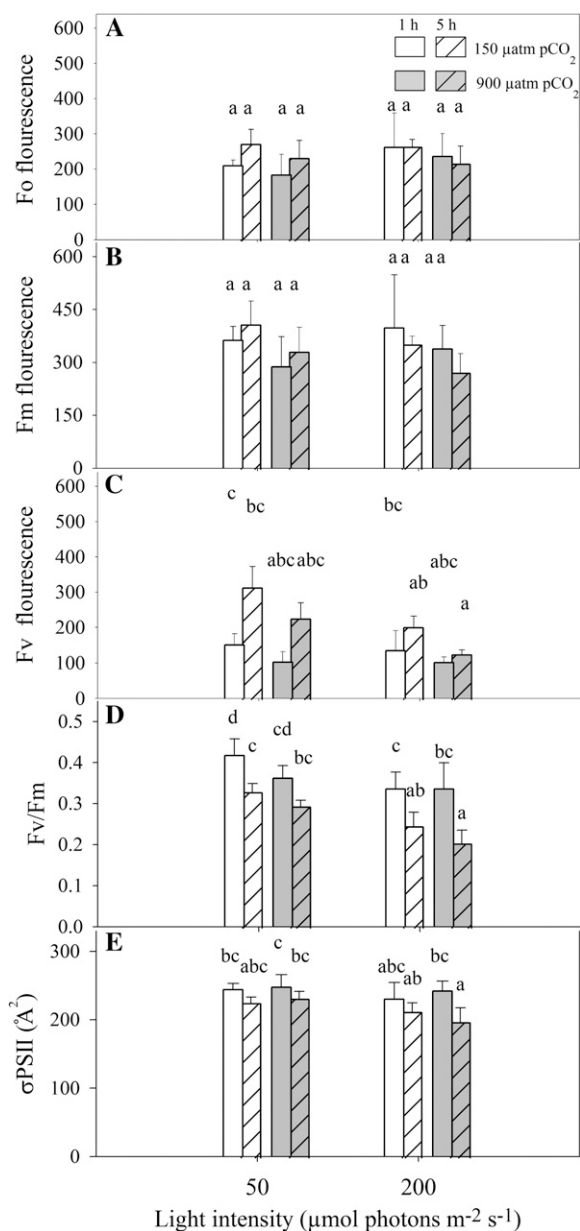 A
1 h 5 h
150 µatm pCO2
900 µatm pCO2
600
500
400
300
200
100
0
Fo flourescence
a a a a a a a a
B
600
450
300
150
Fm flourescence
a a a a a a a a
C
600
500
400
300
200
100
0
Fv flourescence
c bc abc abc bc ab abc a
D
0.5
0.4
0.3
0.2
0.1
0.0
Fv/Fm
d c cd bc c ab bc a
E
300
200
100
0
σPSII (Å2)
bc abc c bc abc ab bc a
50 200
Light intensity (µmol photons m-2 s-1)